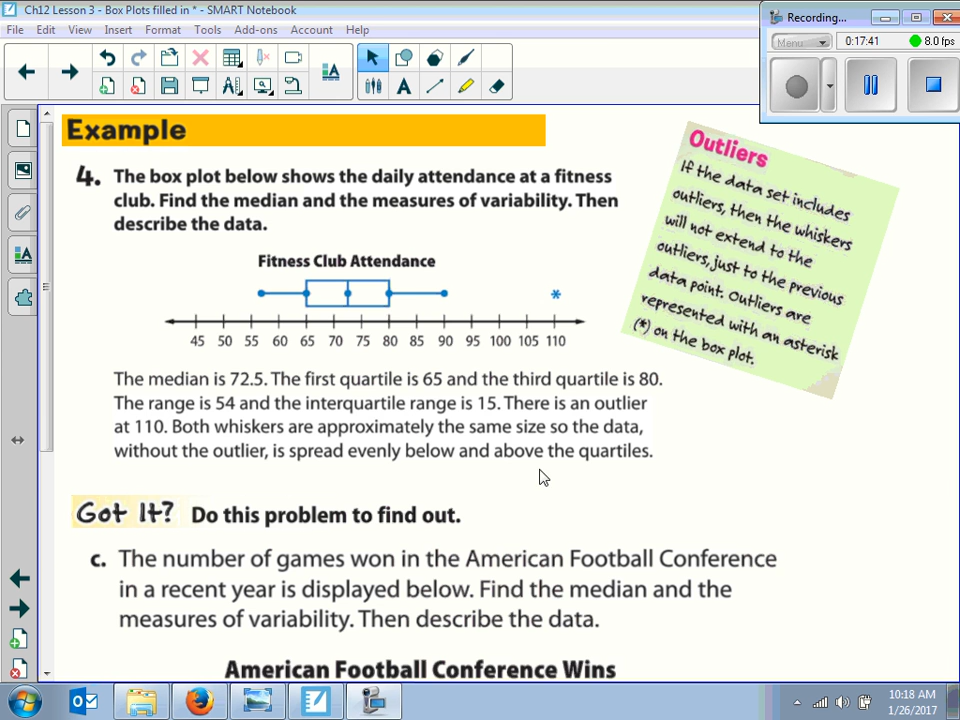 Ch12 Lesson 3 - Box Plots filled in * - SMART Notebook
File Edit View Insert Format Tools Add-ons Account Help
Recording...
Menu
0:17:41
8.0 fps
Example
4. The box plot below shows the daily attendance at a fitness
club. Find the median and the measures of variability. Then
describe the data.
Fitness Club Attendance
*
45 50 55 60 65 70 75 80 85 90 95 100 105 110
The median is 72.5. The first quartile is 65 and the third quartile is 80.
The range is 54 and the interquartile range is 15. There is an outlier
at 110. Both whiskers are approximately the same size so the data,
without the outlier, is spread evenly below and above the quartiles.
Outliers
If the data set includes
outliers, then the whiskers
will not extend to the
outliers, just to the previous
data point. Outliers are
represented with an asterisk
(*) on the box plot.
Got It? Do this problem to find out.
c. The number of games won in the American Football Conference
in a recent year is displayed below. Find the median and the
measures of variability. Then describe the data.
American Football Conference Wins
10:18 AM
1/26/2017